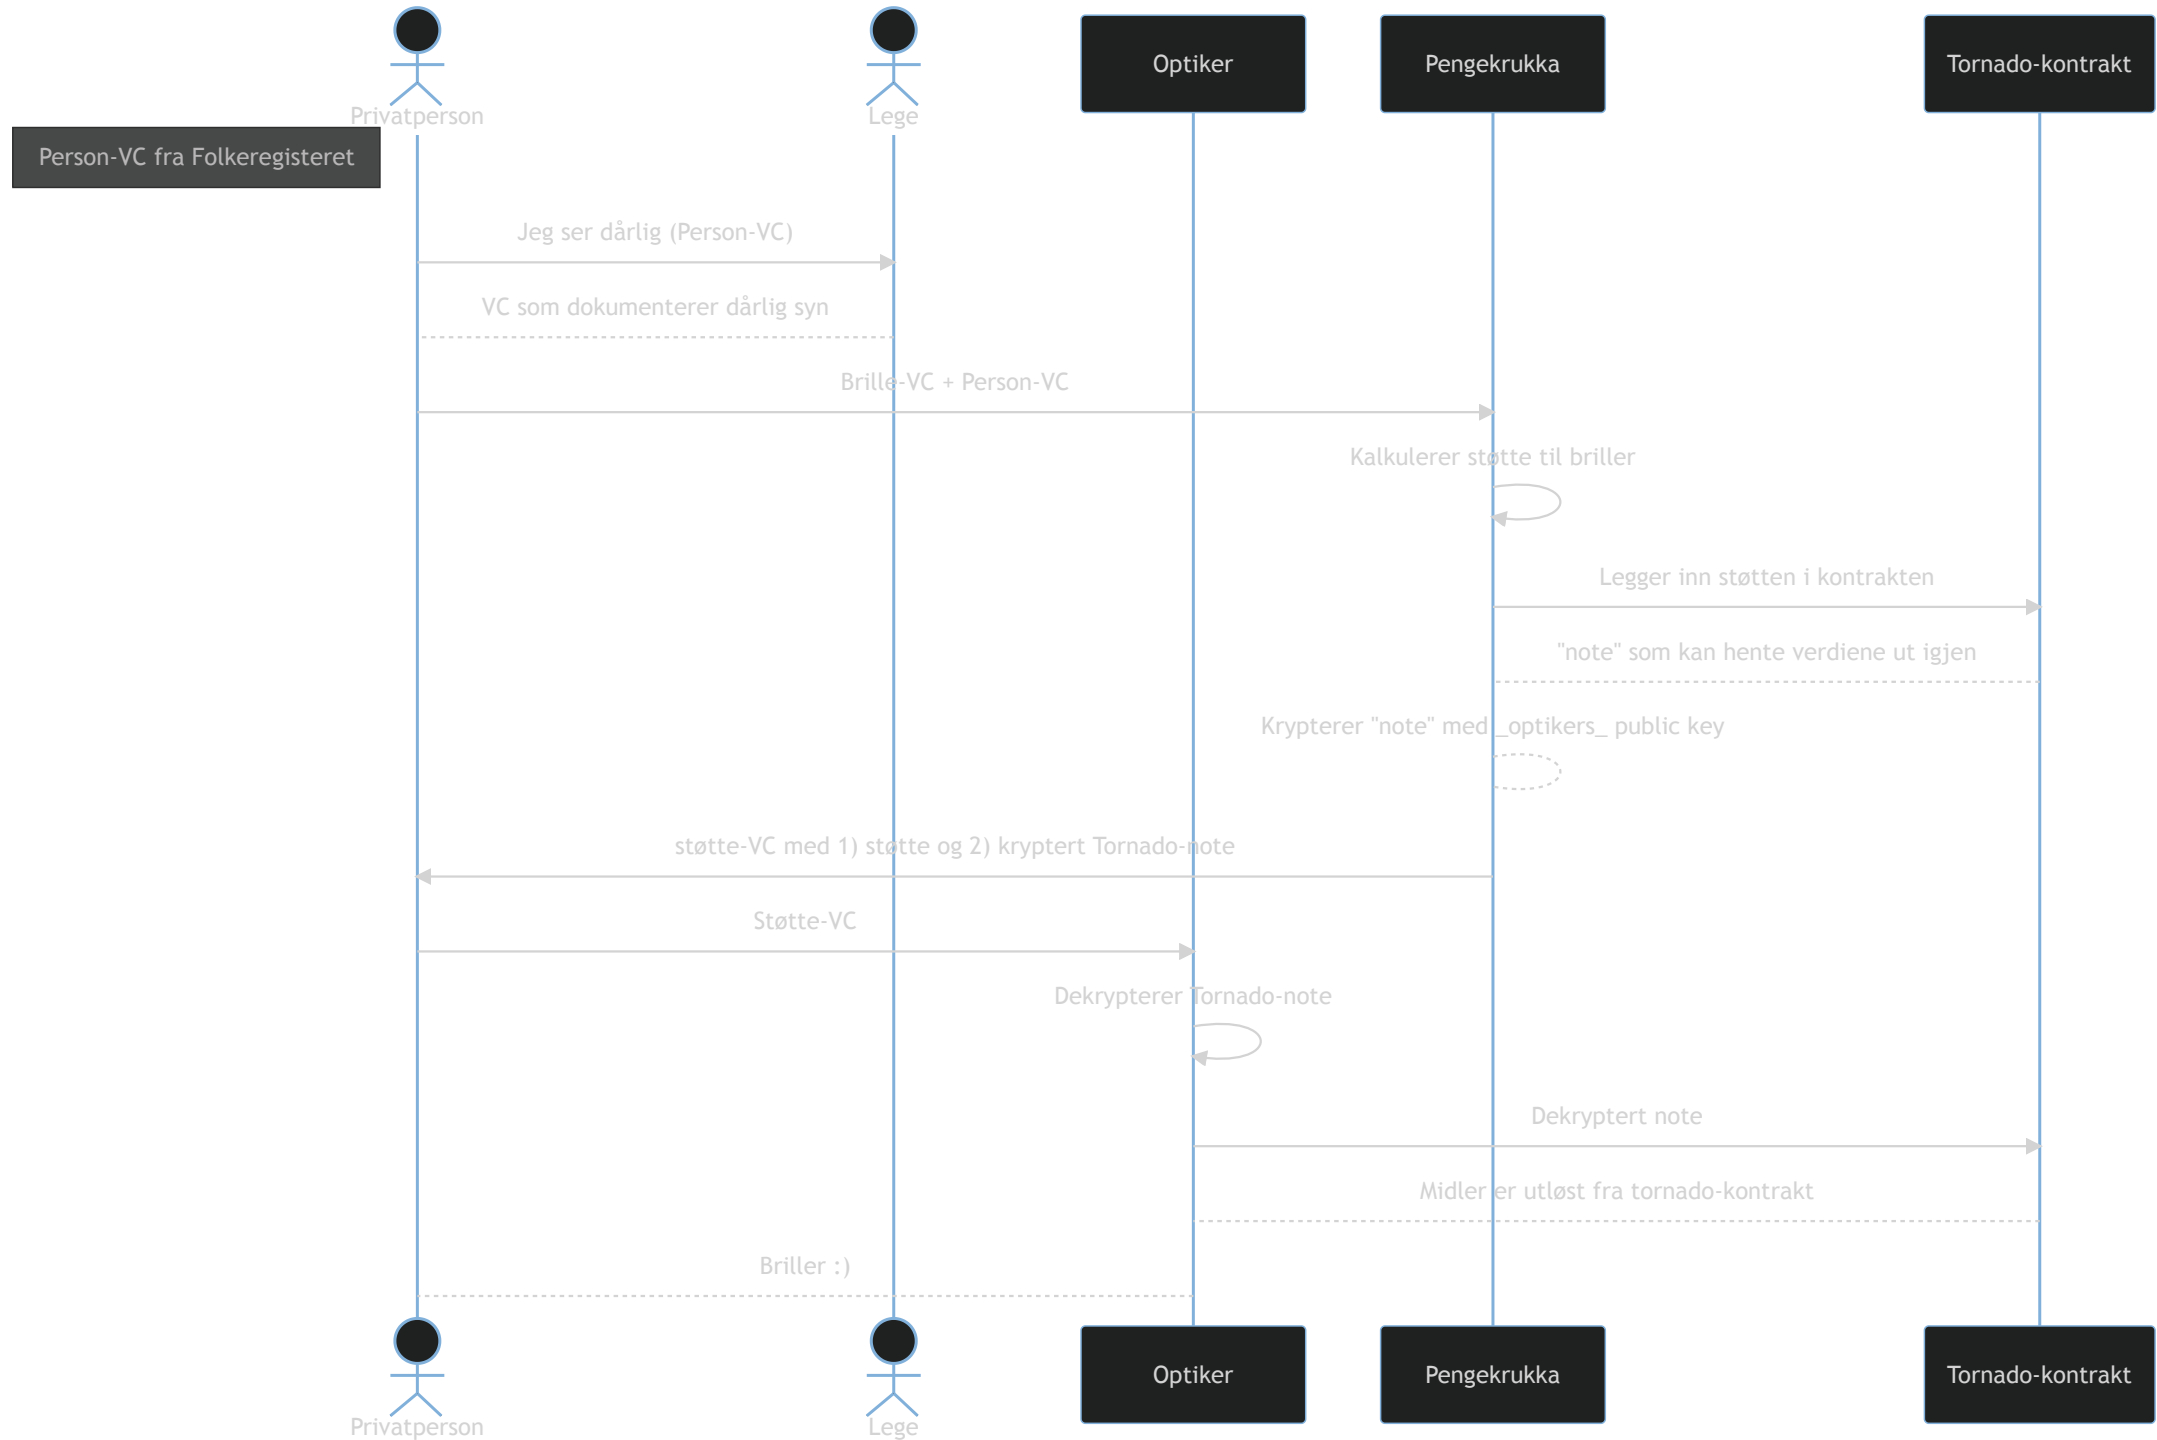 Privatperson
Lege
Optiker
Pengekrukka
Tornado-kontrakt
Person-VC fra Folkeregisteret
Jeg ser dårlig (Person-VC)
VC som dokumenterer dårlig syn
Brille-VC + Person-VC
Kalkulerer støtte til briller
Legger inn støtten i kontrakten
"note" som kan hente verdiene ut igjen
Krypterer "note" med _optikers_ public key
støtte-VC med 1) støtte og 2) kryptert Tornado-note
Støtte-VC
Dekrypterer Tornado-note
Dekryptert note
Midler er utløst fra tornado-kontrakt
Briller :)
Privatperson
Lege
Optiker
Pengekrukka
Tornado-kontrakt